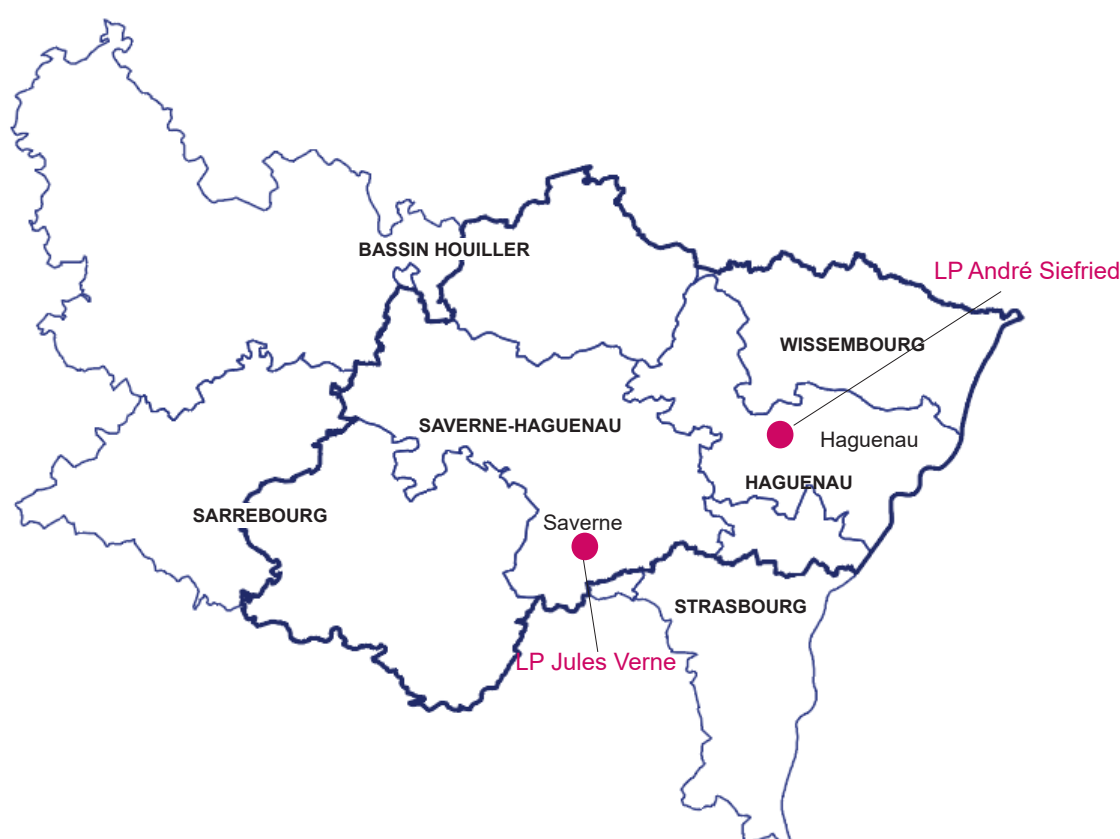 BASSIN HOUILLER
LP André Siefried
WISSEMBOURG
SAVERNE-HAGUENAU
Haguenau
HAGUENAU
SARREBOURG
Saverne
STRASBOURG
LP Jules Verne